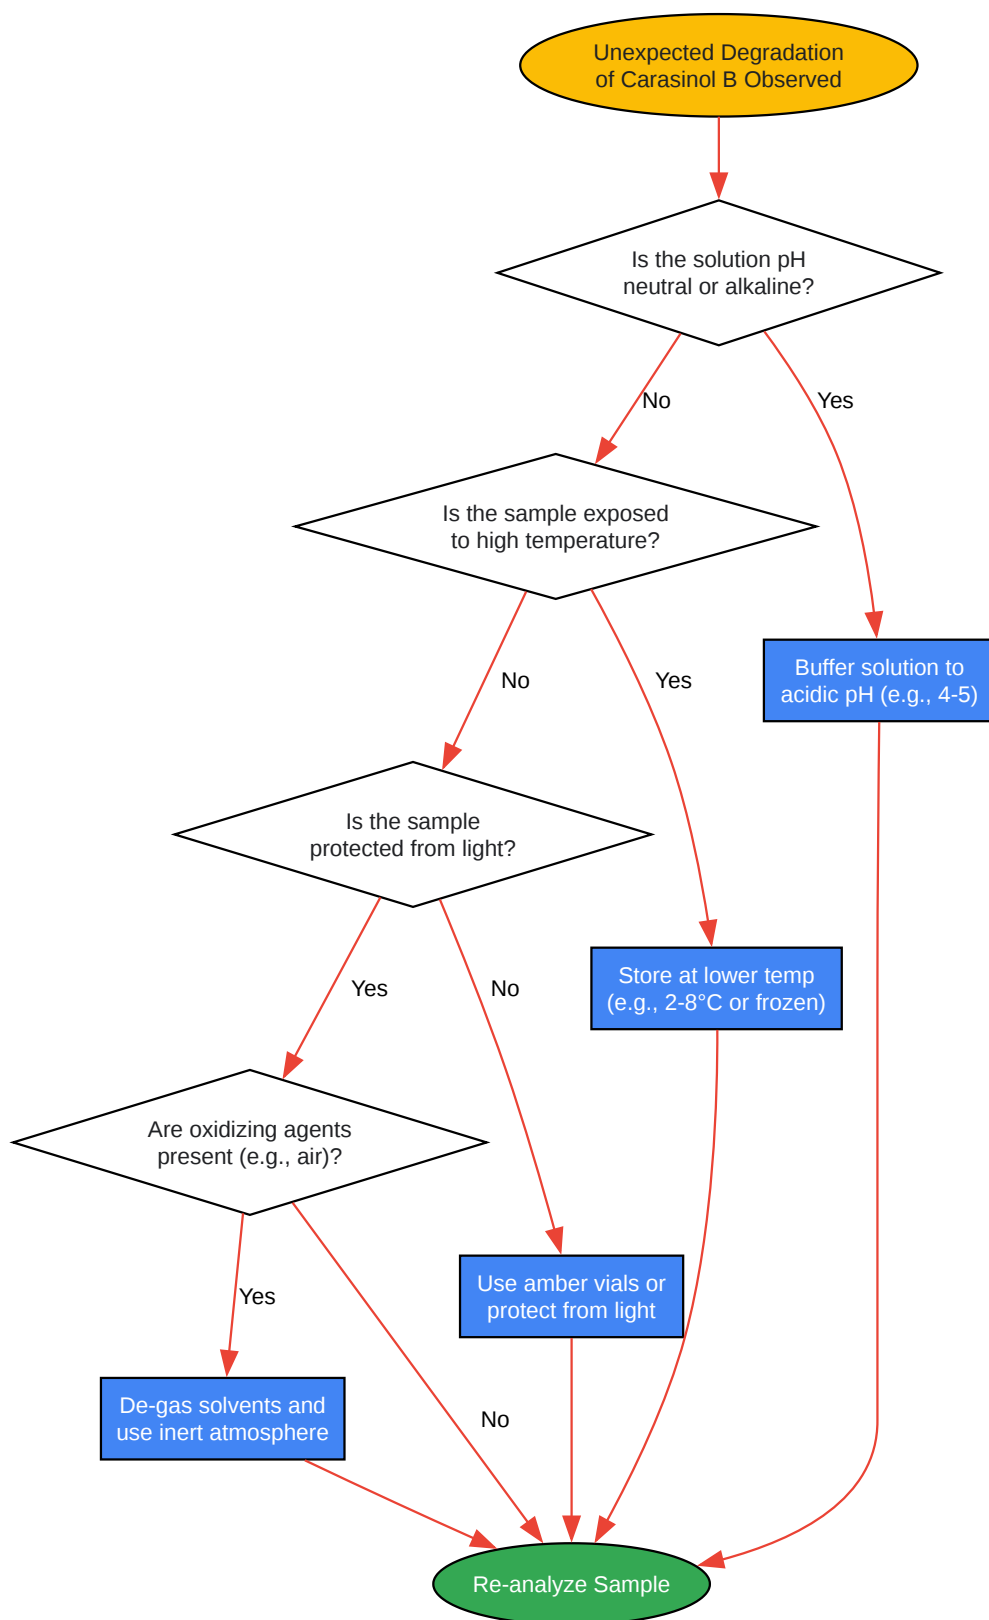 Unexpected Degradation
of Carasinol B Observed
Is the solution pH
neutral or alkaline?
No
Yes
Is the sample exposed
to high temperature?
No
Yes
Buffer solution to
acidic pH (e.g., 4-5)
Is the sample
protected from light?
Yes
No
Store at lower temp
(e.g., 2-8°C or frozen)
Are oxidizing agents
present (e.g., air)?
Yes
No
Use amber vials or
protect from light
De-gas solvents and
use inert atmosphere
Re-analyze Sample